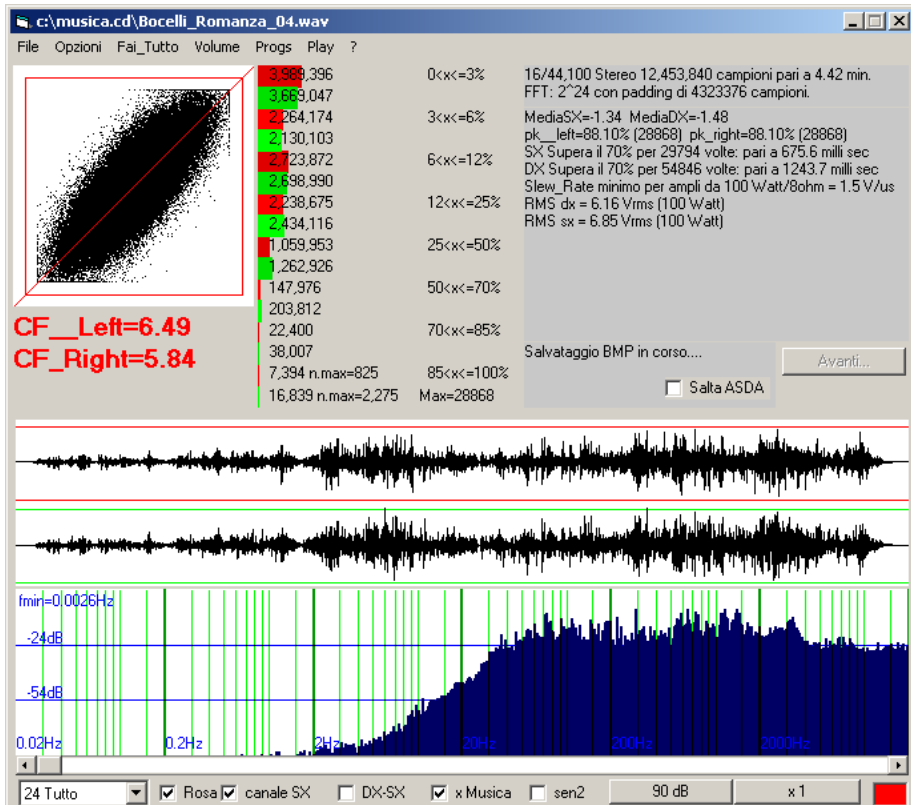 c:\musica.cd\Bocelli_Romanza_04.wav
File Opzioni Fai_Tutto Volume Progs Play ?
3,989,396 0<x<=3%
3,669,047
2,264,174 3<x<=6%
2,130,103
2,723,872 6<x<=12%
2,698,990
2,238,675 12<x<=25%
2,434,116
1,059,953 25<x<=50%
1,262,926
147,976 50<x<=70%
203,812
22,400 70<x<=85%
38,007
7,394 n.max=825 85<x<=100%
16,839 n.max=2,275 Max=28868
CF__Left=6.49
CF_Right=5.84
16/44,100 Stereo 12,453,840 campioni pari a 4.42 min.
FFT: 2^24 con padding di 4323376 campioni.
MediaSX=-1.34 MediaDX=-1.48
pk__left=88.10% (28868) pk_right=88.10% (28868)
SX Supera il 70% per 29794 volte: pari a 675.6 milli sec
DX Supera il 70% per 54846 volte: pari a 1243.7 milli sec
Slew_Rate minimo per ampli da 100 Watt/8ohm = 1.5 V/us
RMS dx = 6.16 Vrms (100 Watt)
RMS sx = 6.85 Vrms (100 Watt)
Salvataggio BMP in corso....
Avanti...
Salta ASDA
fmin=0.0026Hz
-24dB
-54dB
0.02Hz 0.2Hz 2Hz 20Hz 200Hz 2000Hz
24 Tutto Rosa canale SX DX-SX x Musica sen2 90 dB x 1